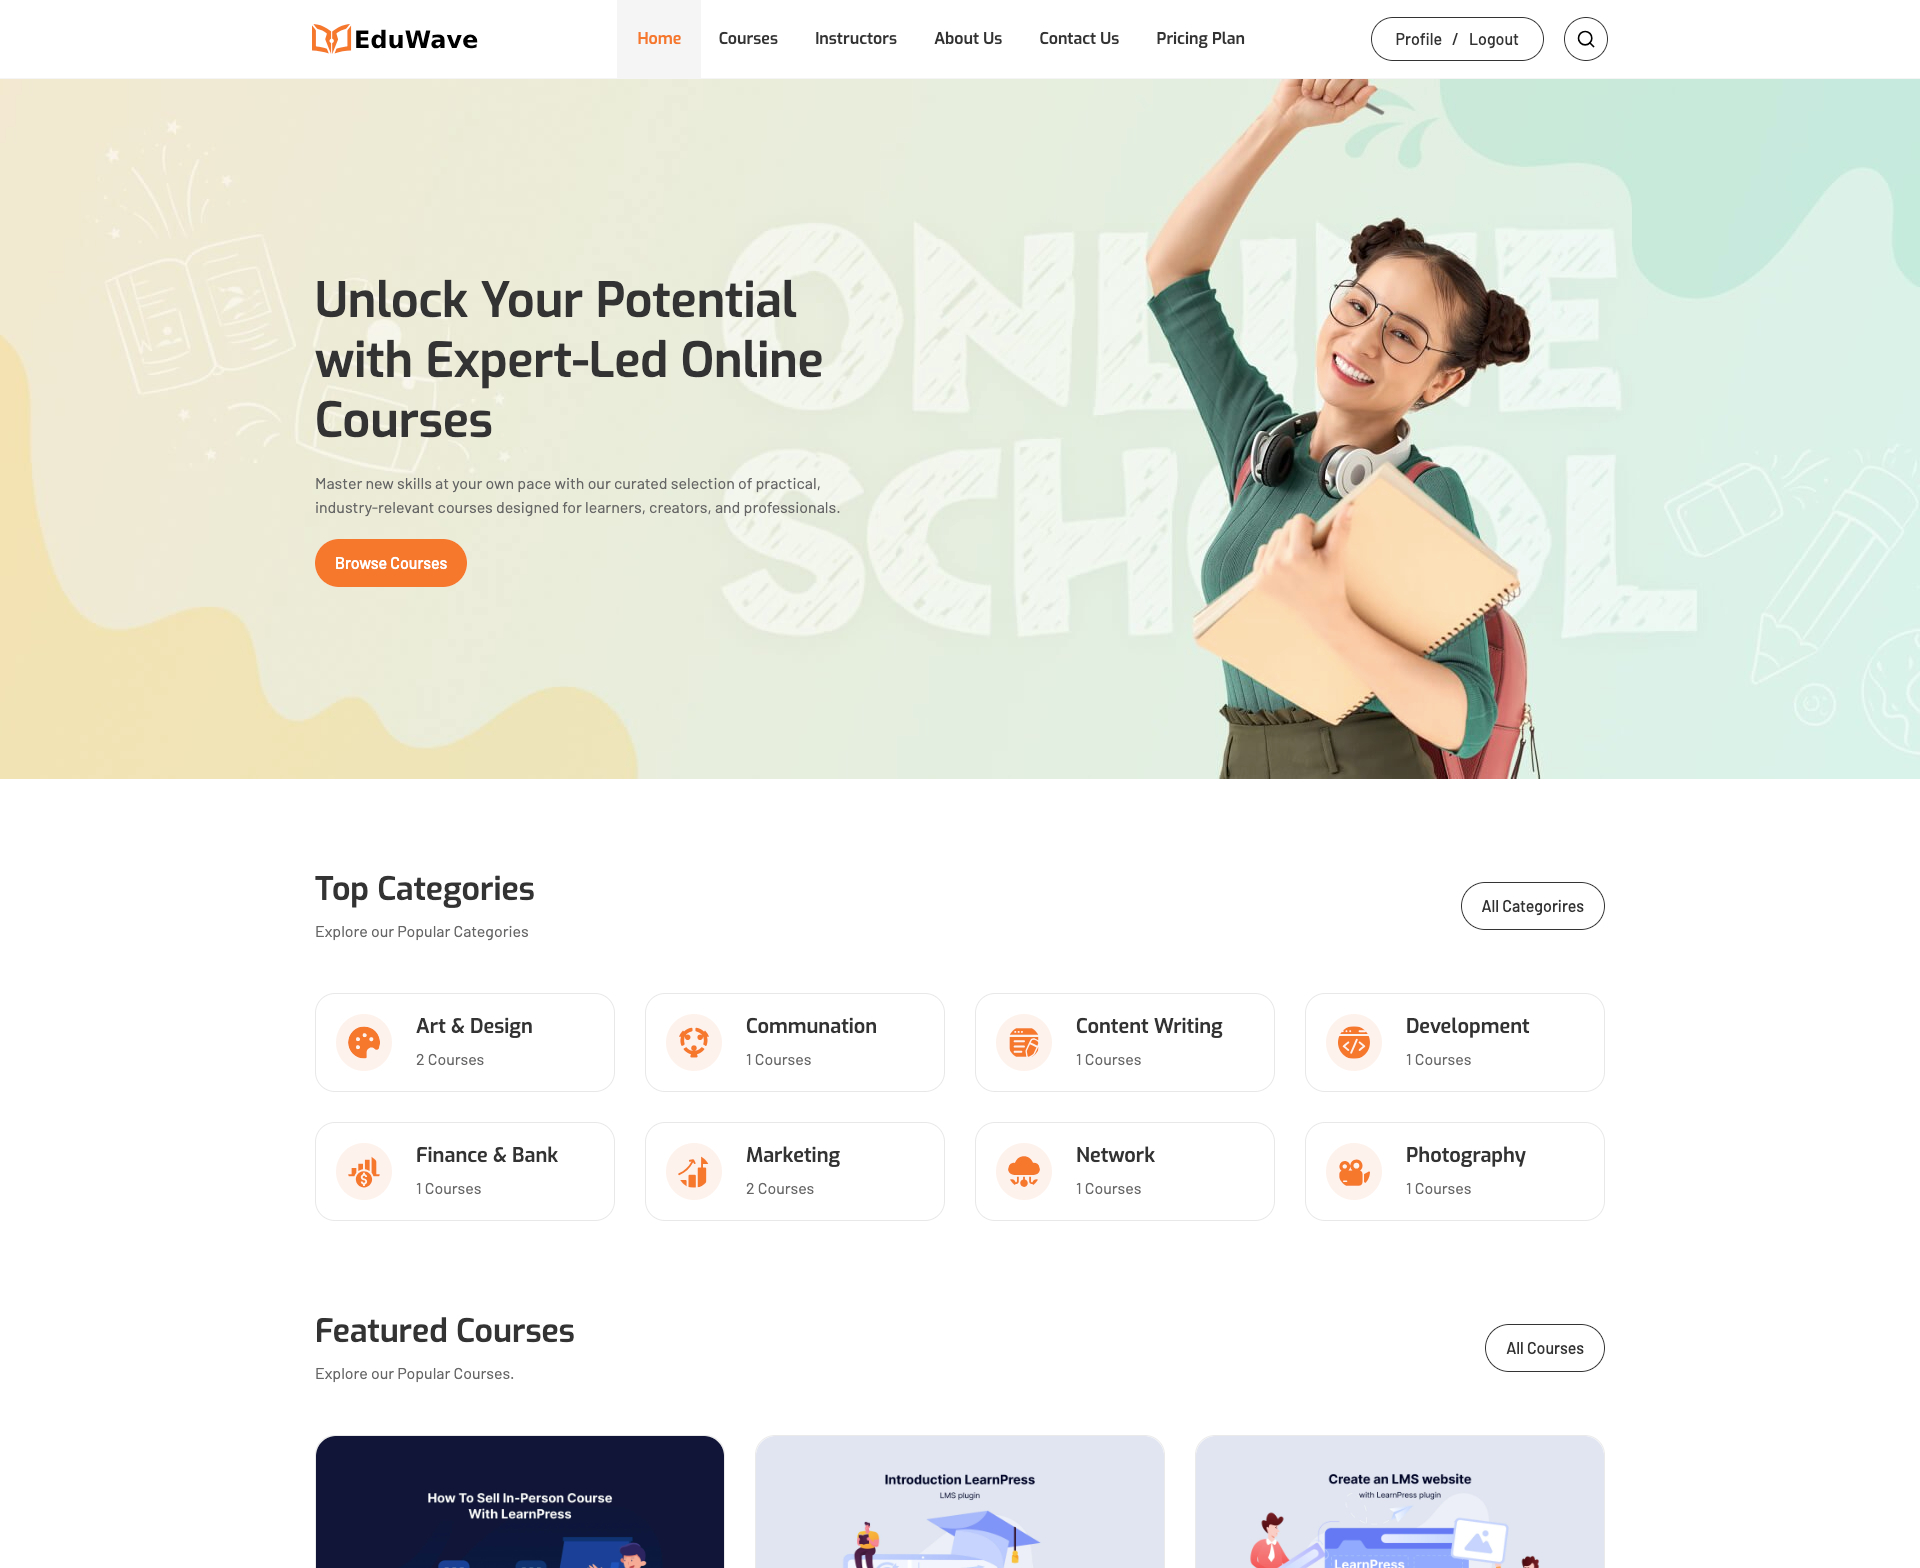 EduWave
Home
Courses
Instructors
About Us
Contact Us
Pricing Plan
Profile / Logout
ONLINE
SCHOOL
Unlock Your Potential
with Expert-Led Online
Courses
Master new skills at your own pace with our curated selection of practical,
industry-relevant courses designed for learners, creators, and professionals.
Browse Courses
Top Categories
Explore our Popular Categories
All Categorires
Art & Design
2 Courses
Communation
1 Courses
Content Writing
1 Courses
Development
1 Courses
Finance & Bank
1 Courses
Marketing
2 Courses
Network
1 Courses
Photography
1 Courses
Featured Courses
Explore our Popular Courses.
All Courses
How To Sell In-Person Course
With LearnPress
Introduction LearnPress
LMS plugin
Create an LMS website
with LearnPress plugin
LearnPress